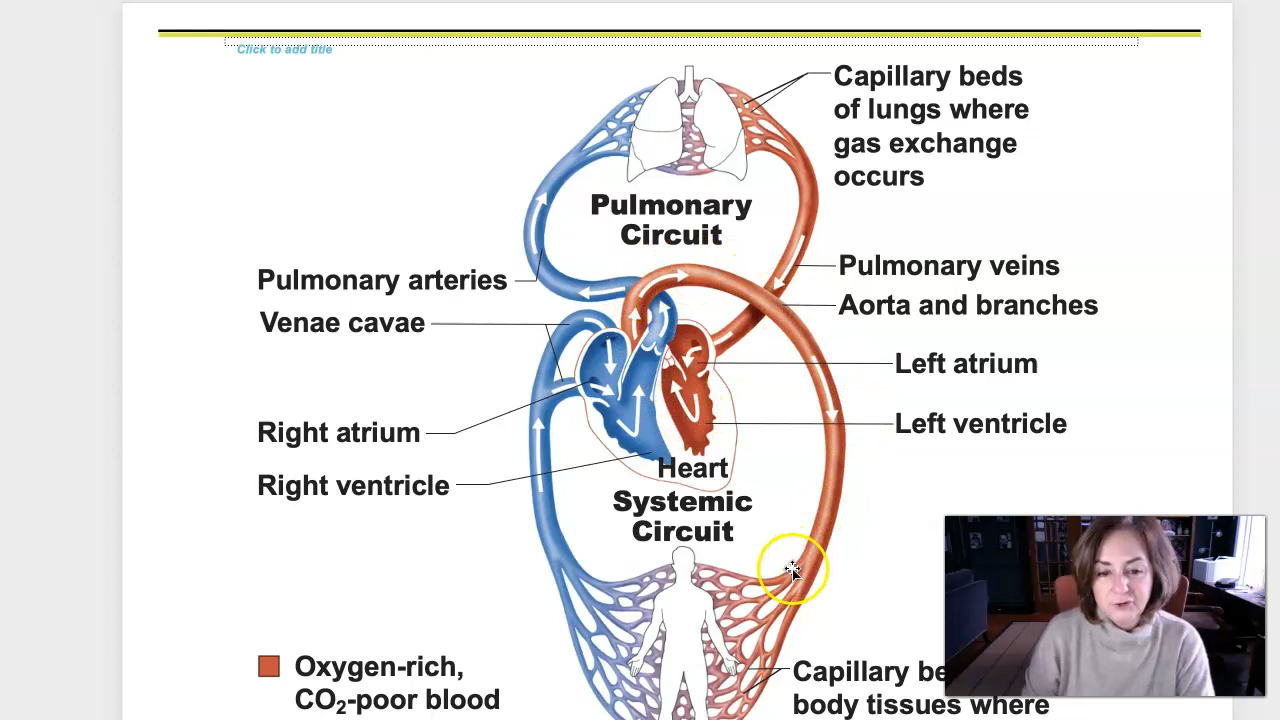 Click to add title
Capillary beds
of lungs where
gas exchange
occurs
Pulmonary
Circuit
Pulmonary arteries
Venae cavae
Pulmonary veins
Aorta and branches
Left atrium
Left ventricle
Right atrium
Right ventricle
Heart
Systemic
Circuit
Oxygen-rich,
CO₂-poor blood
Capillary be
body tissues where